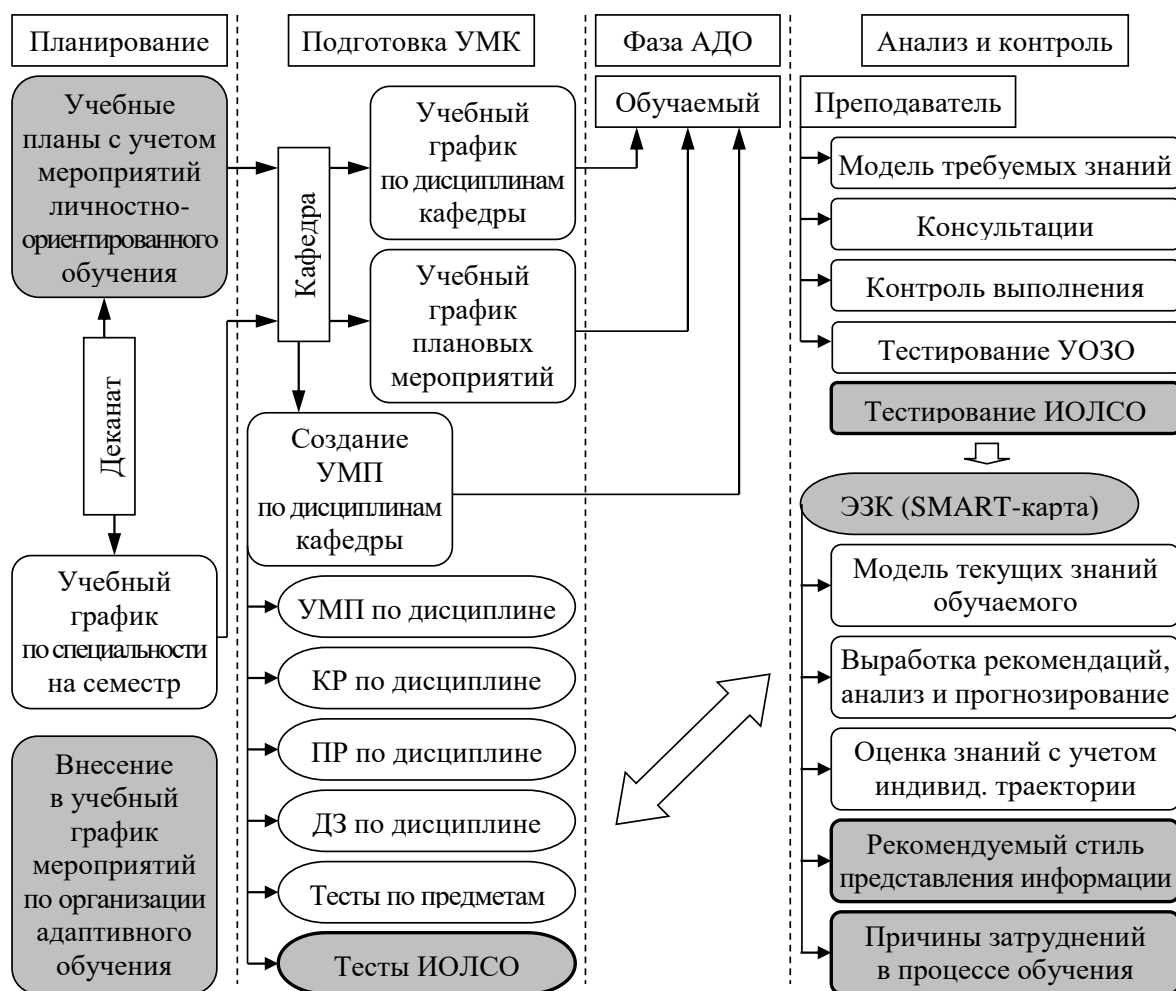 Планирование
Подготовка УМК
Фаза АДО
Анализ и контроль
Учебные
планы с учетом
мероприятий
личностно-
ориентированного
обучения
Деканат
Учебный
график
по специальности
на семестр
Внесение
в учебный
график
мероприятий
по организации
адаптивного
обучения
Кафедра
Учебный
график
по дисциплинам
кафедры
Учебный
график
плановых
мероприятий
Создание
УМП
по дисциплинам
кафедры
УМП по дисциплине
КР по дисциплине
ПР по дисциплине
ДЗ по дисциплине
Тесты по предметам
Тесты ИОЛСО
Обучаемый
Преподаватель
Модель требуемых знаний
Консультации
Контроль выполнения
Тестирование УОЗО
Тестирование ИОЛСО
ЭЗК (SMART-карта)
Модель текущих знаний
обучаемого
Выработка рекомендаций,
анализ и прогнозирование
Оценка знаний с учетом
индивид. траектории
Рекомендуемый стиль
представления информации
Причины затруднений
в процессе обучения